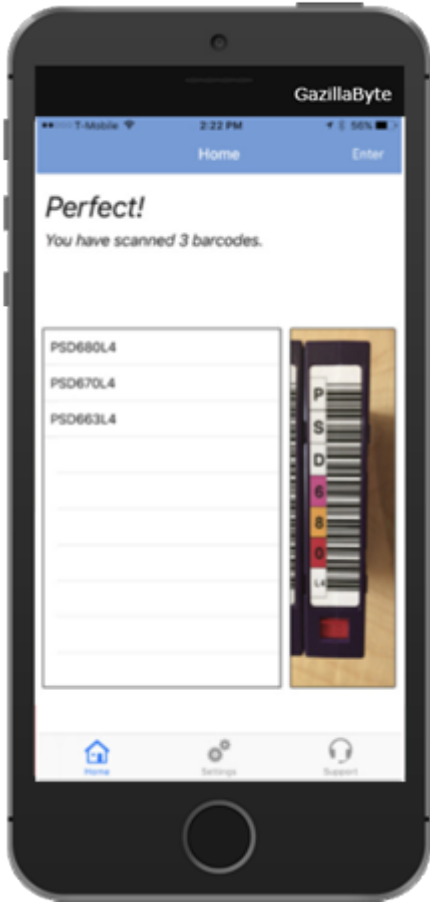 GazillaByte
T-Mobile 2:22 PM 56%
Home Enter
Perfect!
You have scanned 3 barcodes.
PSD680L4
PSD670L4
PSD663L4
P
S
D
6
8
0
L4
Home Settings Support